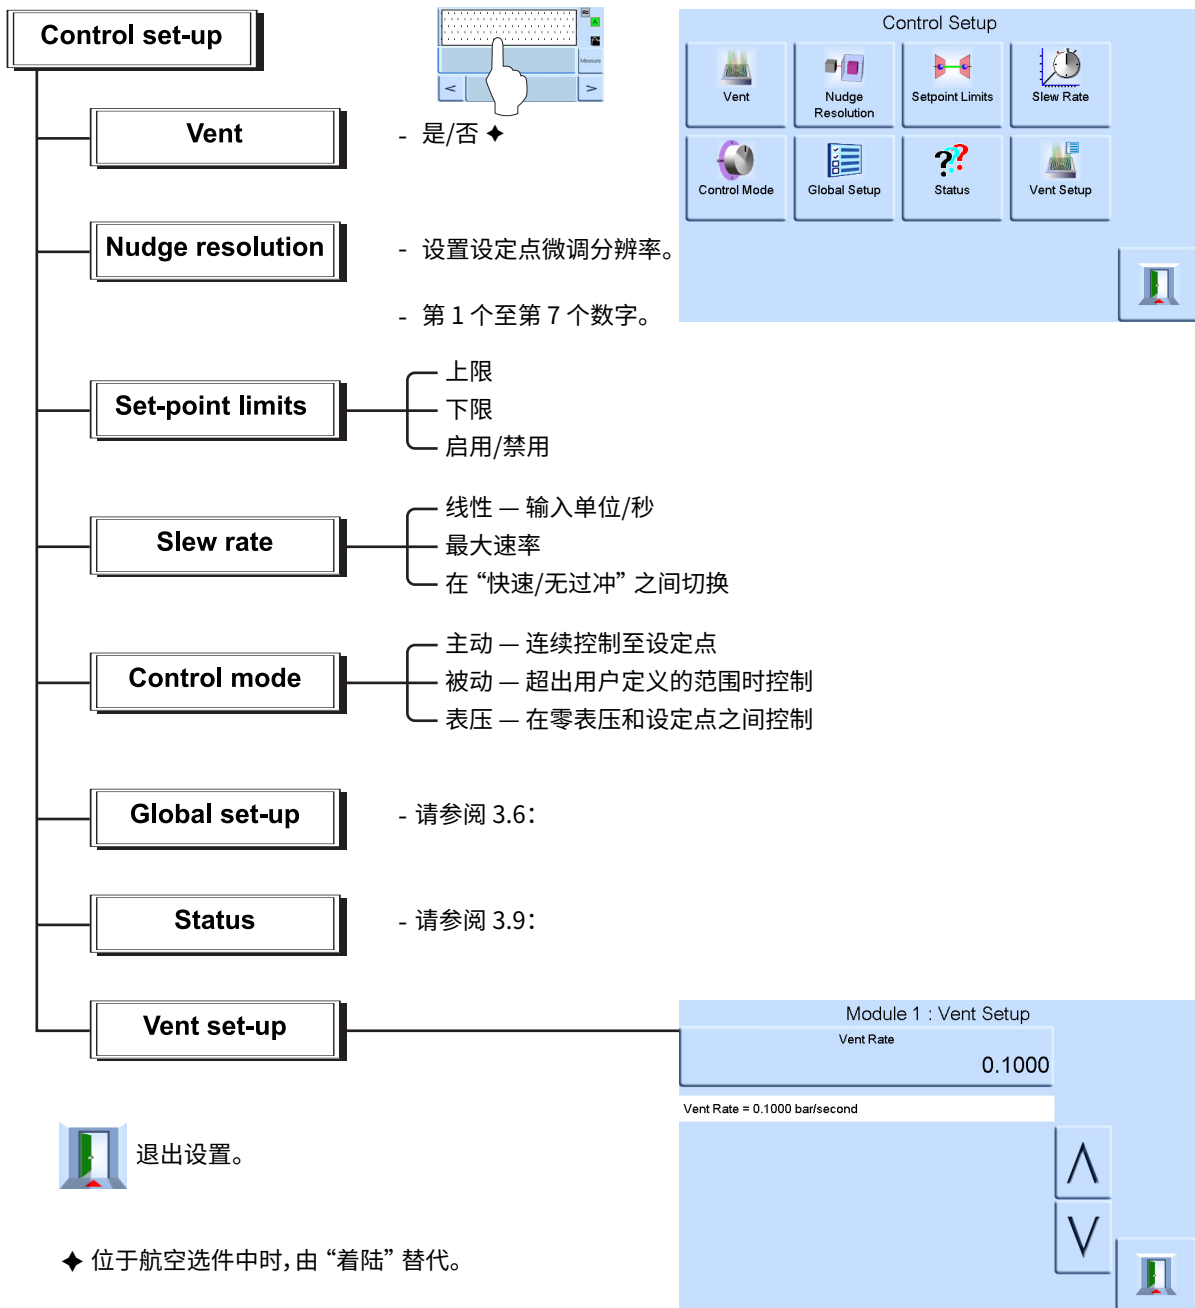 Control set-up
Measure
<
>
Control Setup
Vent
Nudge Resolution
Setpoint Limits
Slew Rate
Control Mode
Global Setup
Status
Vent Setup
Vent
- 是/否 ✦
Nudge resolution
- 设置设定点微调分辨率。
- 第 1 个至第 7 个数字。
Set-point limits
上限
下限
启用/禁用
Slew rate
线性 — 输入单位/秒
最大速率
在 “快速/无过冲” 之间切换
Control mode
主动 — 连续控制至设定点
被动 — 超出用户定义的范围时控制
表压 — 在零表压和设定点之间控制
Global set-up
- 请参阅 3.6:
Status
- 请参阅 3.9:
Vent set-up
Module 1 : Vent Setup
Vent Rate
0.1000
Vent Rate = 0.1000 bar/second
退出设置。
✦ 位于航空选件中时,由 “着陆” 替代。